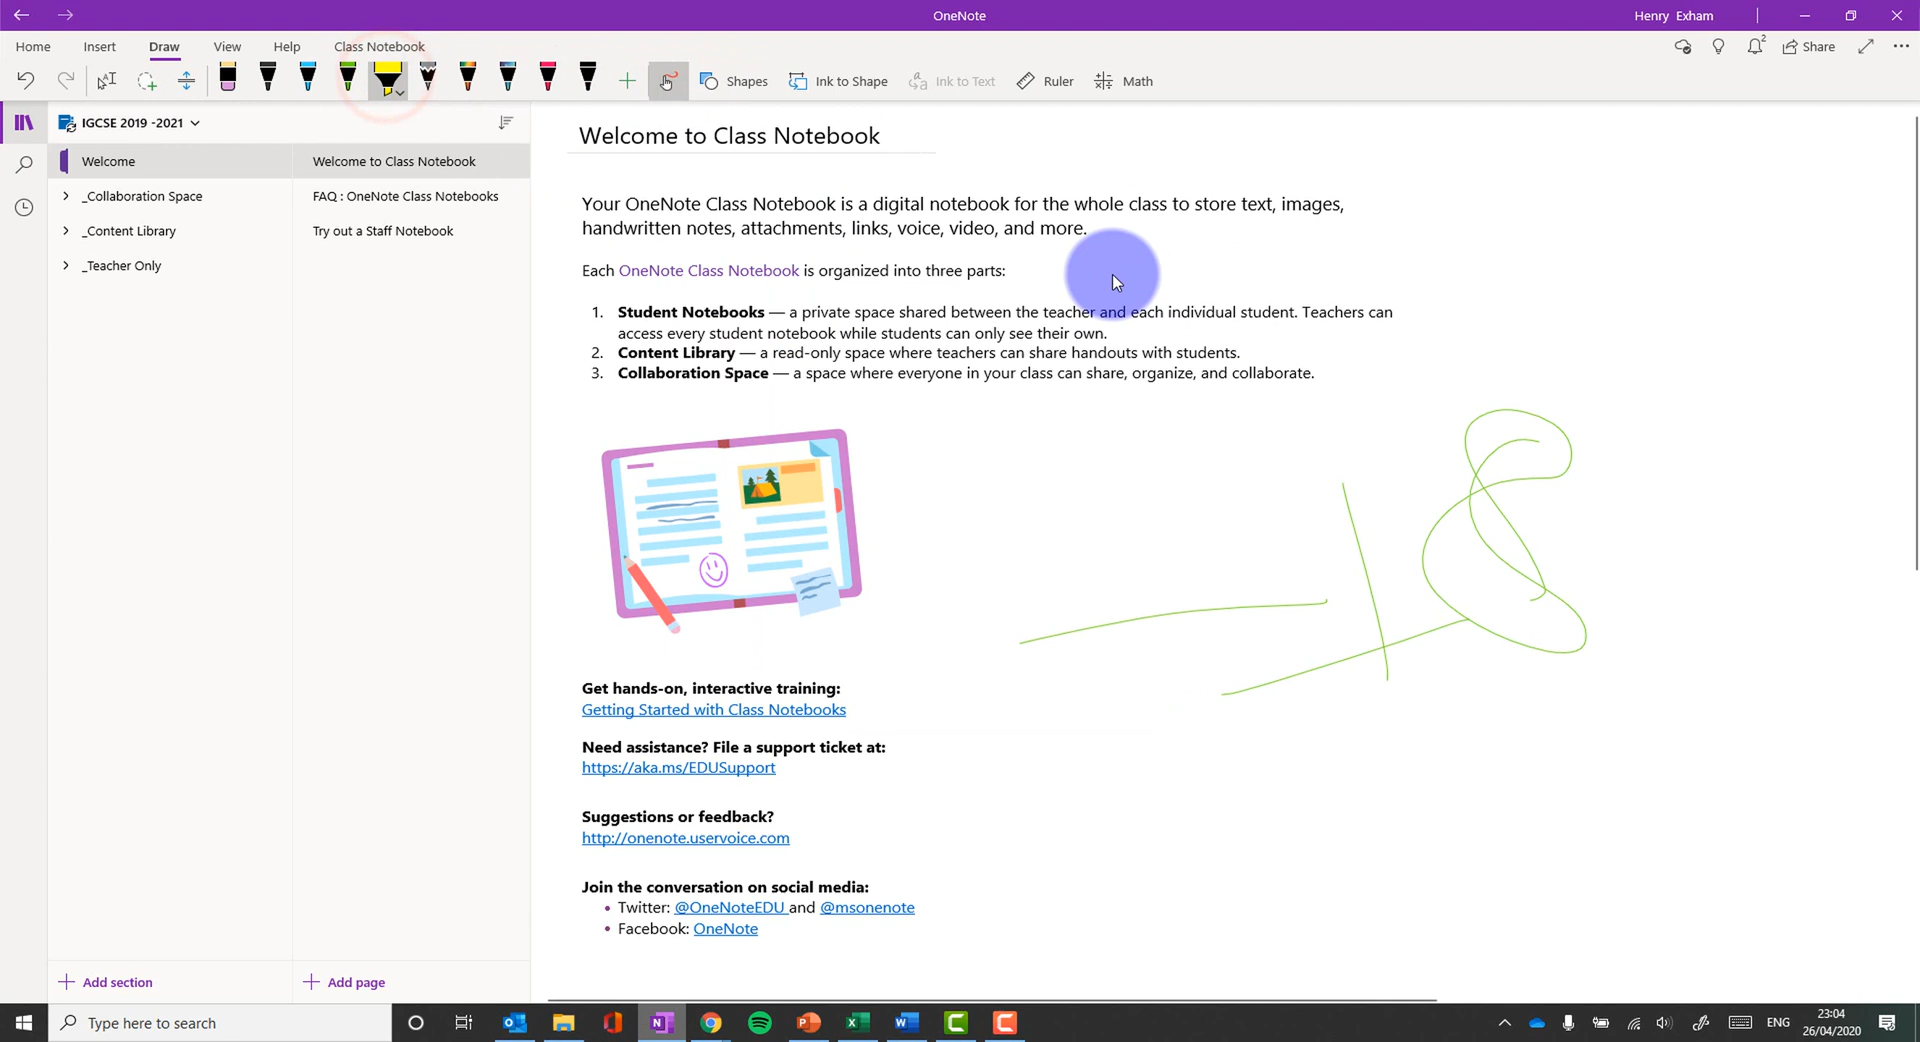 OneNote
Henry Exham
Home Insert Draw View Help Class Notebook
2
Share
Shapes Ink to Shape Ink to Text Ruler Math
IGCSE 2019 -2021
Welcome
_Collaboration Space
_Content Library
_Teacher Only
Welcome to Class Notebook
FAQ : OneNote Class Notebooks
Try out a Staff Notebook
Welcome to Class Notebook
Your OneNote Class Notebook is a digital notebook for the whole class to store text, images,
handwritten notes, attachments, links, voice, video, and more.
Each OneNote Class Notebook is organized into three parts:
1. Student Notebooks — a private space shared between the teacher and each individual student. Teachers can
access every student notebook while students can only see their own.
2. Content Library — a read-only space where teachers can share handouts with students.
3. Collaboration Space — a space where everyone in your class can share, organize, and collaborate.
Get hands-on, interactive training:
Getting Started with Class Notebooks
Need assistance? File a support ticket at:
https://aka.ms/EDUSupport
Suggestions or feedback?
http://onenote.uservoice.com
Join the conversation on social media:
• Twitter: @OneNoteEDU and @msonenote
• Facebook: OneNote
Add section
Add page
Type here to search
ENG
23:04
26/04/2020